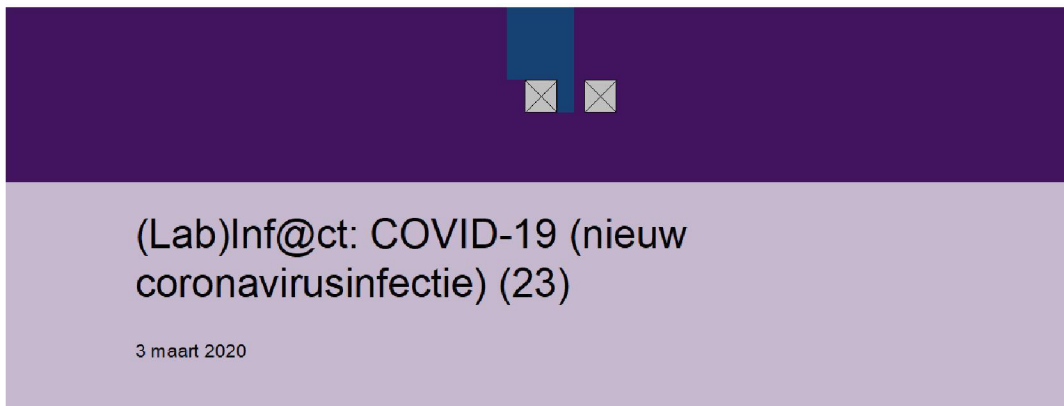 (Lab)Inf@ct: COVID-19 (nieuw
coronavirusinfectie) (23)
3 maart 2020